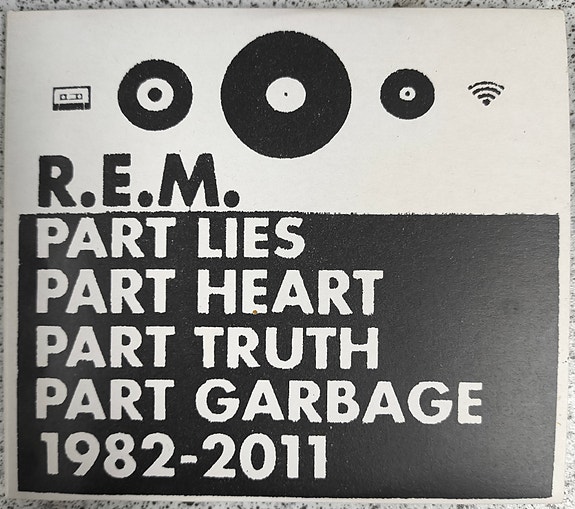 R.E.M.
PART LIES
PART HEART
PART TRUTH
PART GARBAGE
1982-2011